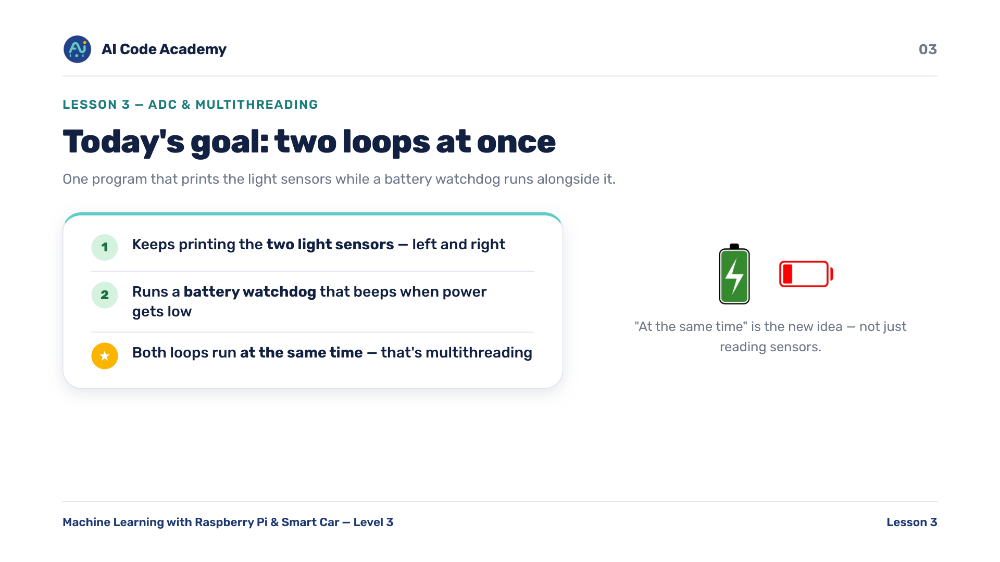 AI Code Academy
03
LESSON 3 — ADC & MULTITHREADING
Today's goal: two loops at once
One program that prints the light sensors while a battery watchdog runs alongside it.
1
Keeps printing the two light sensors — left and right
2
Runs a battery watchdog that beeps when power
gets low
Both loops run at the same time — that's multithreading
"At the same time" is the new idea — not just
reading sensors.
Machine Learning with Raspberry Pi & Smart Car — Level 3
Lesson 3